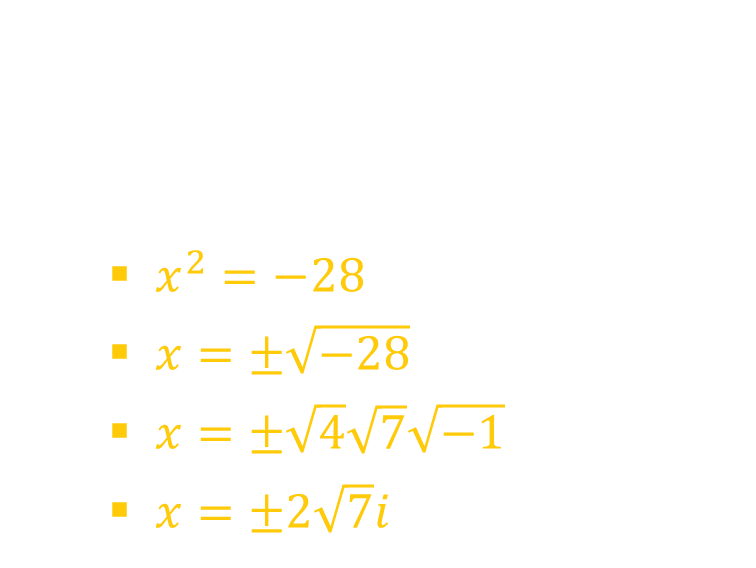 ▪ x² = −28
▪ x = ±√−28
▪ x = ±√4√7√−1
▪ x = ±2√7i